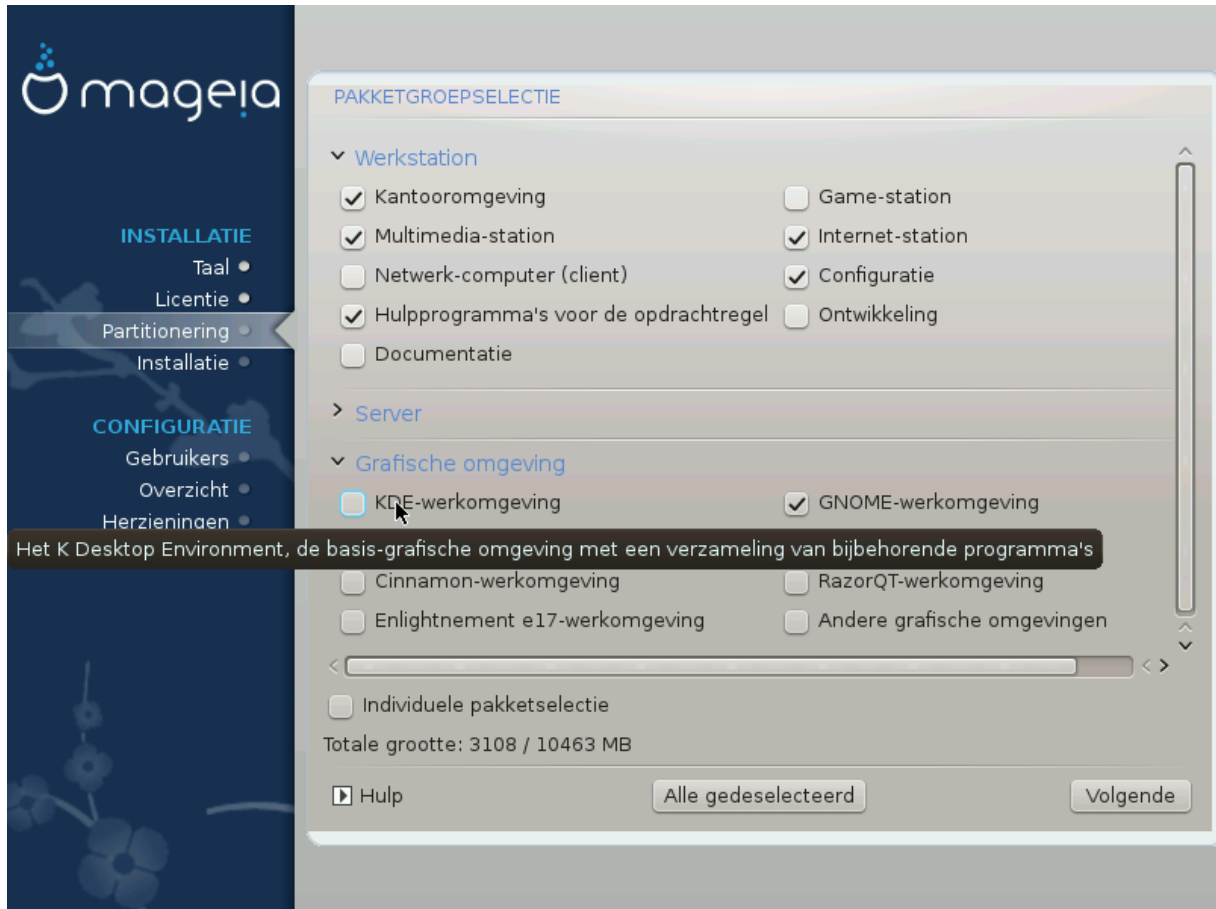 mageia
INSTALLATIE
Taal
Licentie
Partitionering
Installatie
CONFIGURATIE
Gebruikers
Overzicht
Herzieningen
PAKKETGROEPSELECTIE
Werkstation
Kantooromgeving
Game-station
Multimedia-station
Internet-station
Netwerk-computer (client)
Configuratie
Hulpprogramma's voor de opdrachtregel
Ontwikkeling
Documentatie
Server
Grafische omgeving
KDE-werkomgeving
GNOME-werkomgeving
Het K Desktop Environment, de basis-grafische omgeving met een verzameling van bijbehorende programma's
Cinnamon-werkomgeving
RazorQT-werkomgeving
Enlightnement e17-werkomgeving
Andere grafische omgevingen
Individuele pakketselectie
Totale grootte: 3108 / 10463 MB
Hulp
Alle gedeselecteerd
Volgende